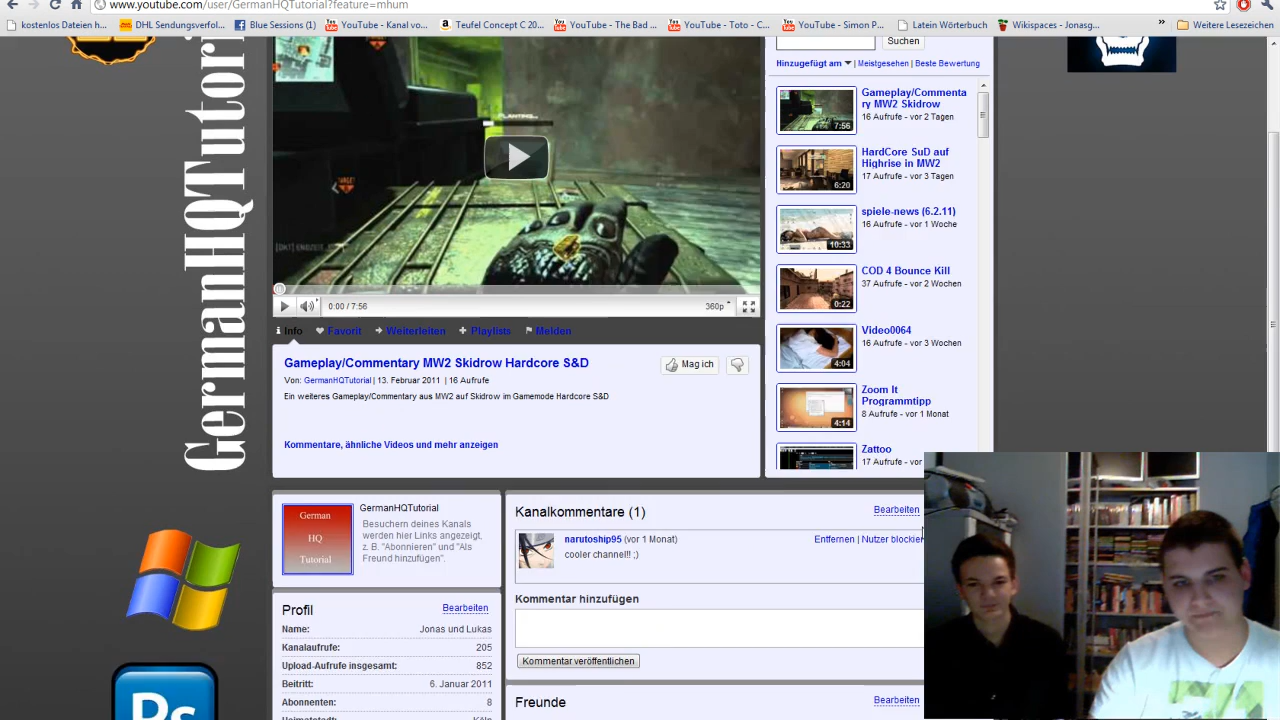 www.youtube.com/user/GermanHQTutorial?feature=mhum
kostenlos Dateien in
DHL Sendungsverfol...
Blue Sessions (1)
YouTube - Kanal vo...
Teufel Concept C 20...
YouTube - The Bad ...
YouTube - Toto - C...
YouTube - Simon P...
Latein Wörterbuch
Wikispaces - Jonasg...
»
Weitere Lesezeichen
GermanHQTutori
PLANTING...
7:56
Suchen
Hinzugefügt am | Meistgesehen | Beste Bewertung
Gameplay/Commenta
ry MW2 Skidrow
16 Aufrufe - vor 2 Tagen
6:20
HardCore SuD auf
Highrise in MW2
17 Aufrufe - vor 3 Tagen
10:33
spiele-news (6.2.11)
16 Aufrufe - vor 1 Woche
0:22
COD 4 Bounce Kill
37 Aufrufe - vor 2 Wochen
4:04
Video0064
16 Aufrufe - vor 3 Wochen
4:14
Zoom It
Programmtipp
8 Aufrufe - vor 1 Monat
Zattoo
17 Aufrufe - vor
0:00 / 7:56
360p
Info
Favorit
Weiterleiten
Playlists
Melden
Gameplay/Commentary MW2 Skidrow Hardcore S&D
Mag ich
Von: GermanHQTutorial | 13. Februar 2011 | 16 Aufrufe
Ein weiteres Gameplay/Commentary aus MW2 auf Skidrow im Gamemode Hardcore S&D
Kommentare, ähnliche Videos und mehr anzeigen
German
HQ
Tutorial
GermanHQTutorial
Besuchern deines Kanals
werden hier Links angezeigt,
z. B. "Abonnieren" und "Als
Freund hinzufügen".
Profil
Bearbeiten
Name: Jonas und Lukas
Kanalaufrufe: 205
Upload-Aufrufe insgesamt: 852
Beitritt: 6. Januar 2011
Abonnenten: 8
Heimatstadt: Köln
Kanalkommentare (1)
Bearbeiten
narutoship95 (vor 1 Monat)
Entfernen | Nutzer blockier
cooler channel!! ;)
Kommentar hinzufügen
Kommentar veröffentlichen
Freunde
Bearbeiten
Ps